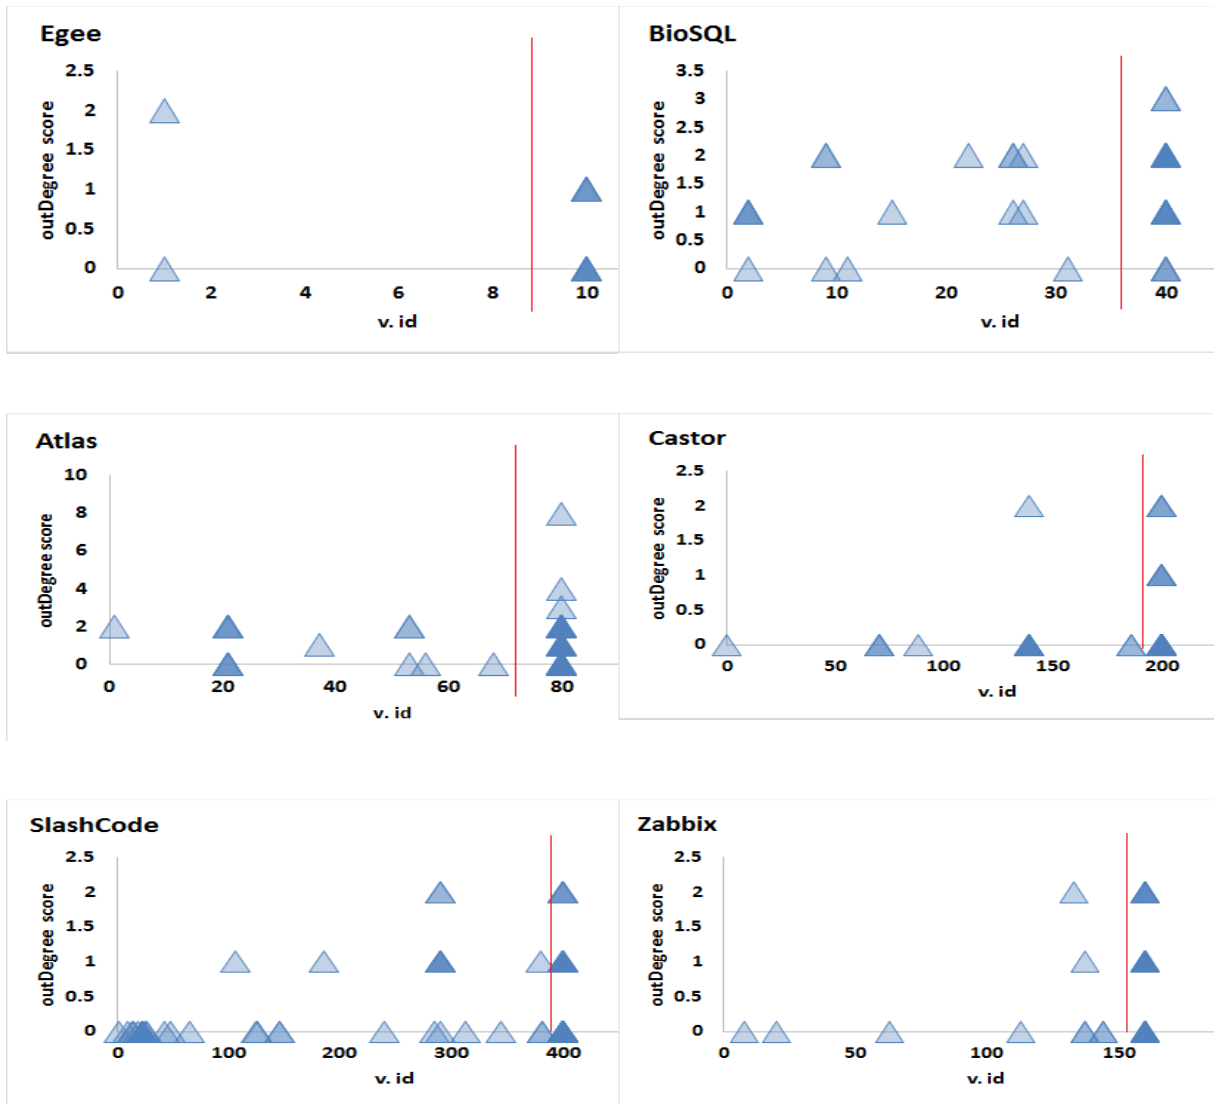 Egee
outDegree score
2.5
2
1.5
1
0.5
0
0 2 4 6 8 10
v. id
BioSQL
outDegree score
3.5
3
2.5
2
1.5
1
0.5
0
0 10 20 30 40
v. id
Atlas
outDegree score
10
8
6
4
2
0
0 20 40 60 80
v. id
Castor
outDegree score
2.5
2
1.5
1
0.5
0
0 50 100 150 200
v. id
SlashCode
outDegree score
2.5
2
1.5
1
0.5
0
0 100 200 300 400
v. id
Zabbix
outDegree score
2.5
2
1.5
1
0.5
0
0 50 100 150
v. id